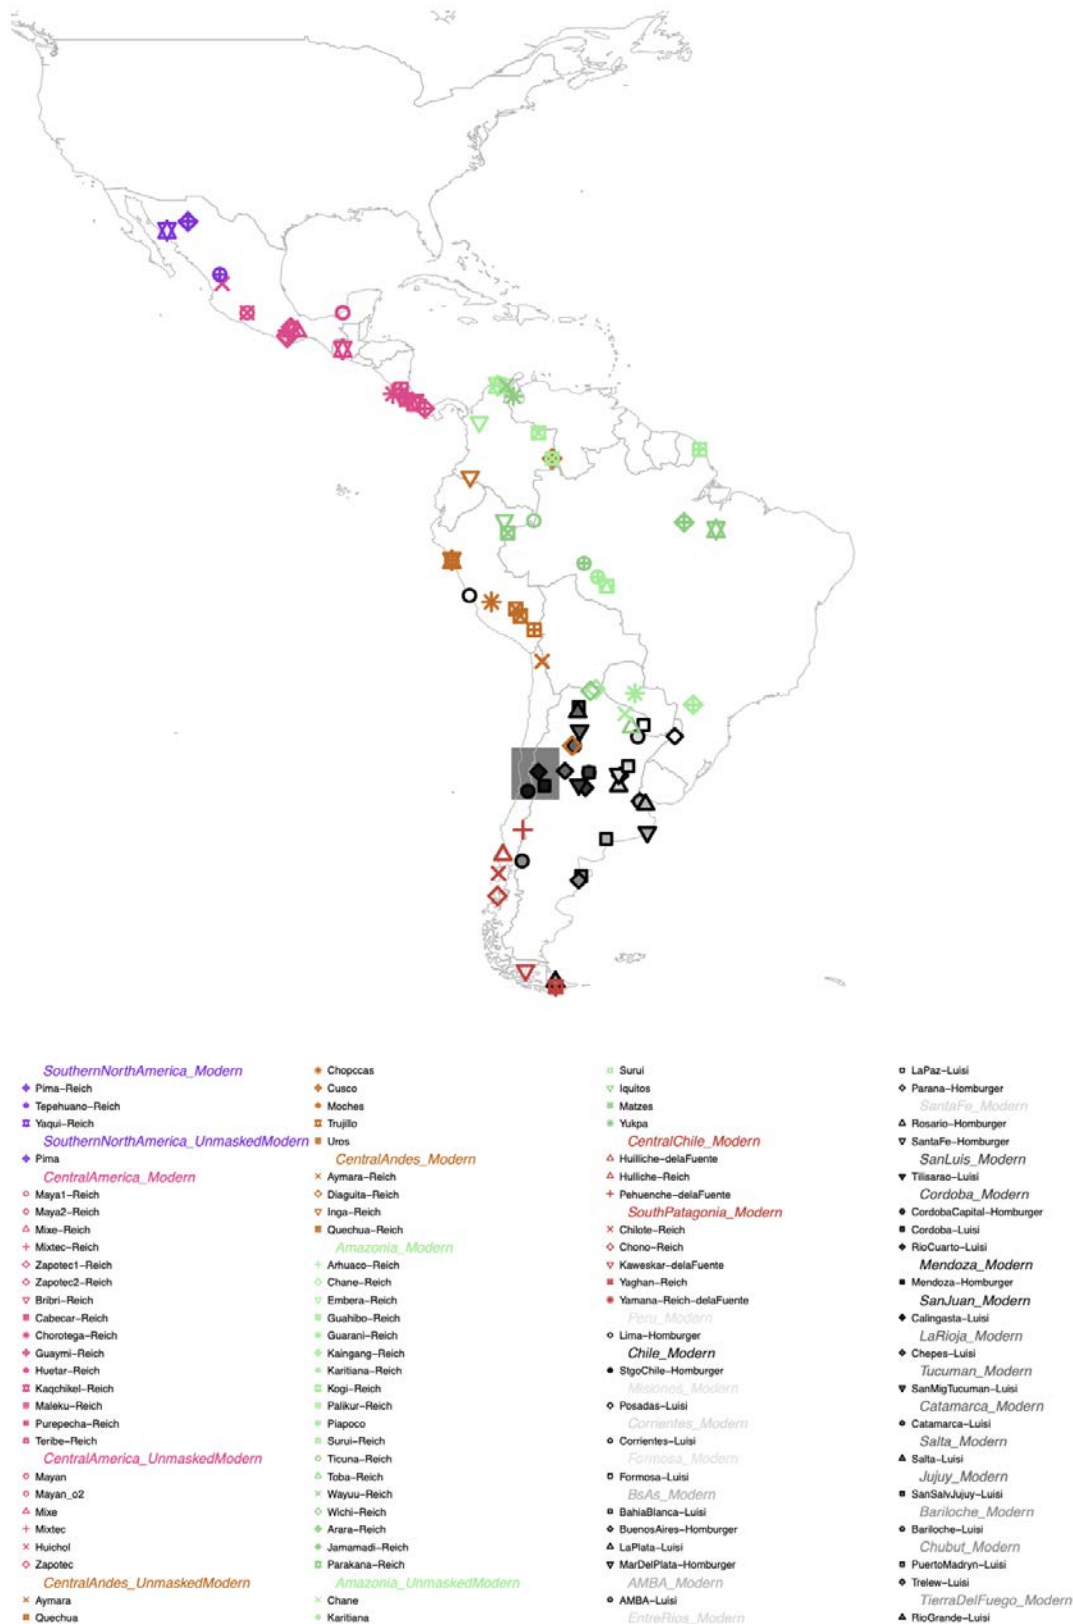 SouthernNorthAmerica_Modern
Pima−Reich
Tepehuano−Reich
Yaqui−Reich
SouthernNorthAmerica_UnmaskedModern
Pima
CentralAmerica_Modern
Maya1−Reich
Maya2−Reich
Mixe−Reich
Mixtec−Reich
Zapotec1−Reich
Zapotec2−Reich
Bribri−Reich
Cabecar−Reich
Chorotega−Reich
Guaymi−Reich
Huetar−Reich
Kaqchikel−Reich
Maleku−Reich
Purepecha−Reich
Teribe−Reich
CentralAmerica_UnmaskedModern
Mayan
Mayan_o2
Mixe
Mixtec
Huichol
Zapotec
CentralAndes_UnmaskedModern
Aymara
Quechua
Chopccas
Cusco
Moches
Trujillo
Uros
CentralAndes_Modern
Aymara−Reich
Diaguita−Reich
Inga−Reich
Quechua−Reich
Amazonia_Modern
Arhuaco−Reich
Chane−Reich
Embera−Reich
Guahibo−Reich
Guarani−Reich
Kaingang−Reich
Karitiana−Reich
Kogi−Reich
Palikur−Reich
Piapoco
Surui−Reich
Ticuna−Reich
Toba−Reich
Wayuu−Reich
Wichi−Reich
Arara−Reich
Jamamadi−Reich
Parakana−Reich
Amazonia_UnmaskedModern
Chane
Karitiana
Surui
Iquitos
Matzes
Yukpa
CentralChile_Modern
Huilliche−delaFuente
Hulliche−Reich
Pehuenche−delaFuente
SouthPatagonia_Modern
Chilote−Reich
Chono−Reich
Kaweskar−delaFuente
Yaghan−Reich
Yamana−Reich−delaFuente
Peru_Modern
Lima−Homburger
Chile_Modern
StgoChile−Homburger
Misiones_Modern
Posadas−Luisi
Corrientes_Modern
Corrientes−Luisi
Formosa_Modern
Formosa−Luisi
BsAs_Modern
BahiaBlanca−Luisi
BuenosAires−Homburger
LaPlata−Luisi
MarDelPlata−Homburger
AMBA_Modern
AMBA−Luisi
EntreRios_Modern
LaPaz−Luisi
Parana−Homburger
SantaFe_Modern
Rosario−Homburger
SantaFe−Homburger
SanLuis_Modern
Tilisarao−Luisi
Cordoba_Modern
CordobaCapital−Homburger
Cordoba−Luisi
RioCuarto−Luisi
Mendoza_Modern
Mendoza−Homburger
SanJuan_Modern
Calingasta−Luisi
LaRioja_Modern
Chepes−Luisi
Tucuman_Modern
SanMigTucuman−Luisi
Catamarca_Modern
Catamarca−Luisi
Salta_Modern
Salta−Luisi
Jujuy_Modern
SanSalvJujuy−Luisi
Bariloche_Modern
Bariloche−Luisi
Chubut_Modern
PuertoMadryn−Luisi
Trelew−Luisi
TierraDelFuego_Modern
RioGrande−Luisi